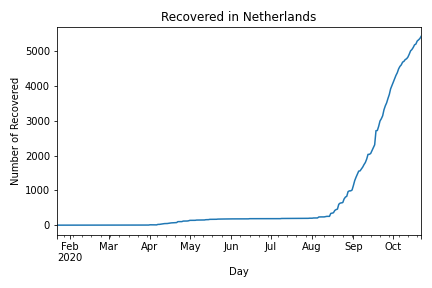 Recovered in Netherlands
Number of Recovered
5000
4000
3000
2000
1000
0
Feb Mar Apr May Jun Jul Aug Sep Oct
2020
Day